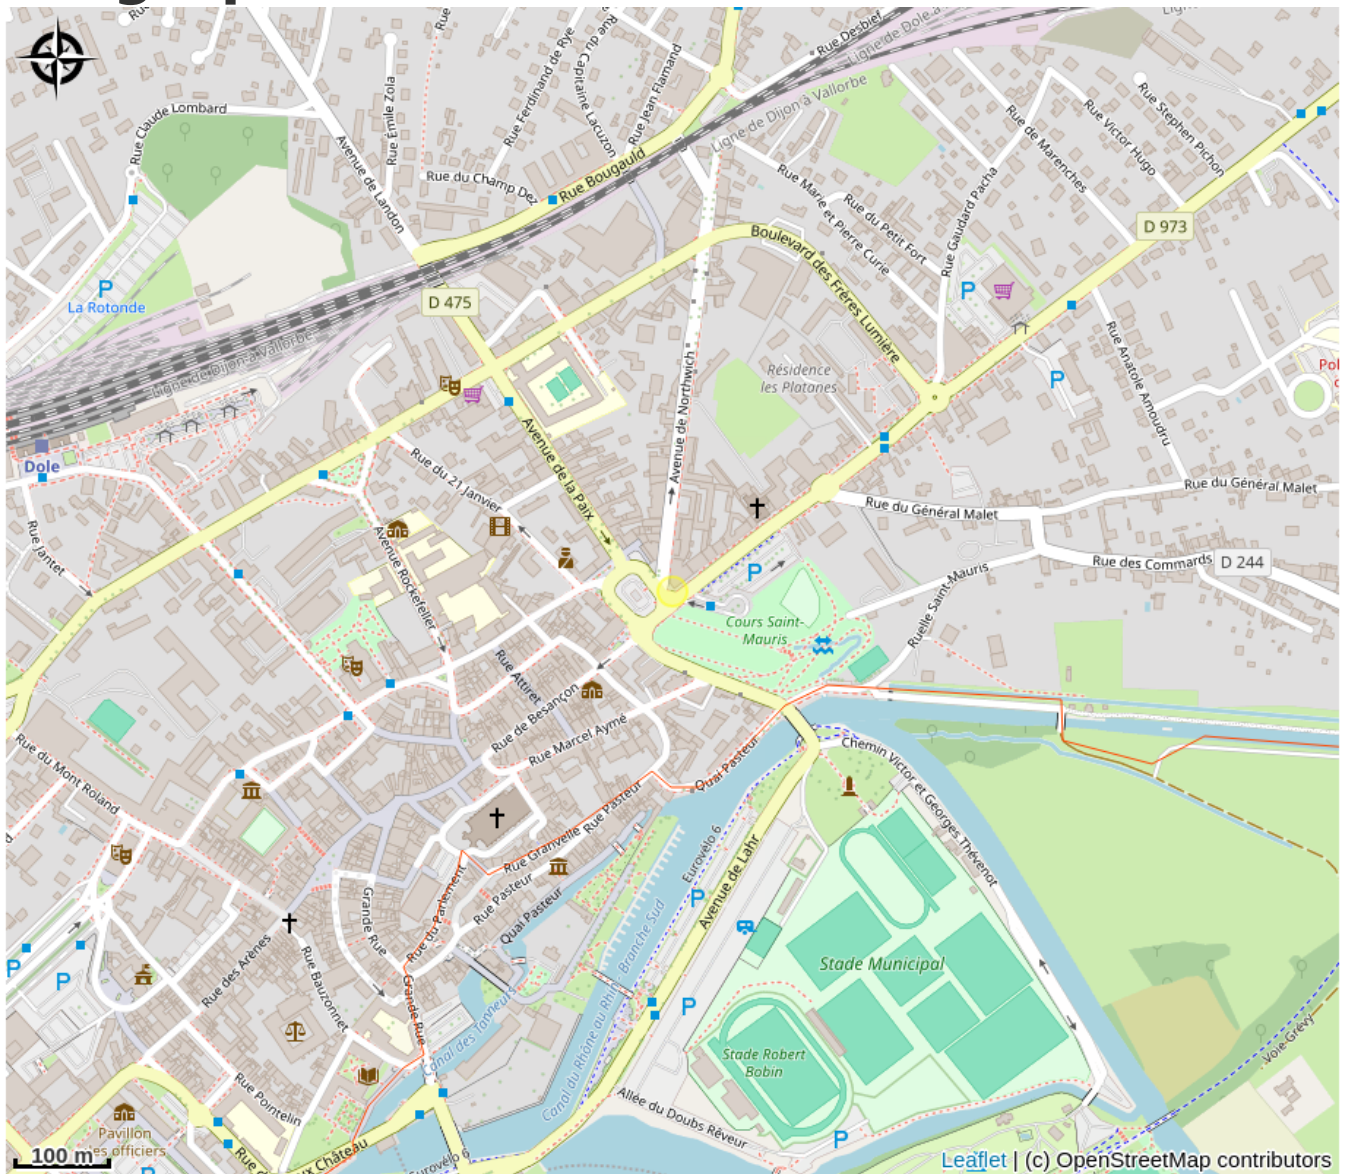 Rue Desbief
Ligne de Dole à
Rue Ferdinand de Rye
Rue du Capitaine Lacuzon
Rue Jean Flamand
Rue Claude Lombard
Rue Émile Zola
Avenue de Landon
Ligne de Dijon à Vallorbe
Rue de Marenches
Rue Victor Hugo
Rue Stephen Pichon
Rue du Champ Dez
Rue Bougauld
Rue Marie et Pierre Curie
Rue du Petit Fort
Rue Gaudard Pacha
D 973
Boulevard des Frères Lumière
P
La Rotonde
D 475
P
Ligne de Dijon à Vallorbe
Avenue de Northwich
Résidence
les Platanes
P
Rue Anatole Amoudru
Dole
Avenue de la Paix
Rue du 21 Janvier
Rue du Général Malet
Rue du Général Malet
Rue Jantet
Avenue Rockefeller
Rue des Commards
D 244
P
Ruelle Saint-Mauris
Cours Saint-
Mauris
Rue Attiret
Rue de Besançon
Rue Marcel Aymé
Quai Pasteur
Chemin Victor et Georges Thévenot
Rue du Mont Roland
Rue Granvelle
Rue Pasteur
Eurovélo 6
Avenue de Lahr
P
Rue du Parlement
Rue Pasteur
Quai Pasteur
Grande Rue
Branche Sud
Stade Municipal
Rue des Arènes
Rue Bauzonnet
P
P
P
Grande Rue
Canal des Tanneurs
Canal du Rhône au Rhin
Stade Robert
Bobin
Voie Grévy
Rue Pointelin
Allée du Doubs Rêveur
P
Pavillon
des officiers
Château
Eurovélo 6
100 m
Leaflet | (c) OpenStreetMap contributors